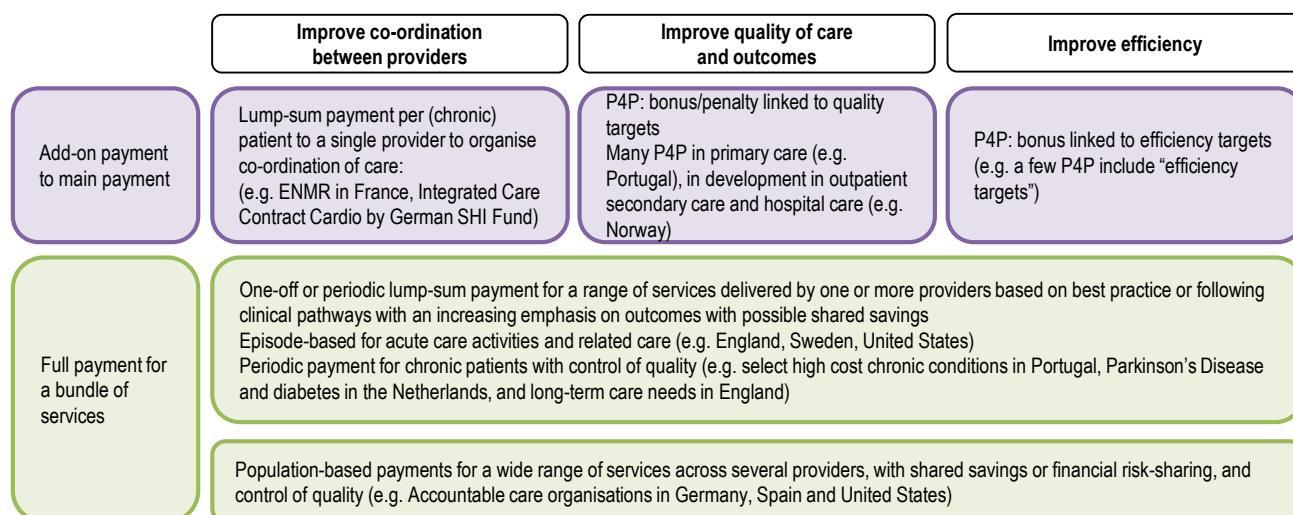 Improve co-ordination
between providers
Improve quality of care
and outcomes
Improve efficiency
Add-on payment
to main payment
Lump-sum payment per (chronic)
patient to a single provider to organise
co-ordination of care:
(e.g. ENMR in France, Integrated Care
Contract Cardio by German SHI Fund)
P4P: bonus/penalty linked to quality
targets
Many P4P in primary care (e.g.
Portugal), in development in outpatient
secondary care and hospital care (e.g.
Norway)
P4P: bonus linked to efficiency targets
(e.g. a few P4P include “efficiency
targets”)
Full payment for
a bundle of
services
One-off or periodic lump-sum payment for a range of services delivered by one or more providers based on best practice or following
clinical pathways with an increasing emphasis on outcomes with possible shared savings
Episode-based for acute care activities and related care (e.g. England, Sweden, United States)
Periodic payment for chronic patients with control of quality (e.g. select high cost chronic conditions in Portugal, Parkinson’s Disease
and diabetes in the Netherlands, and long-term care needs in England)
Population-based payments for a wide range of services across several providers, with shared savings or financial risk-sharing, and
control of quality (e.g. Accountable care organisations in Germany, Spain and United States)